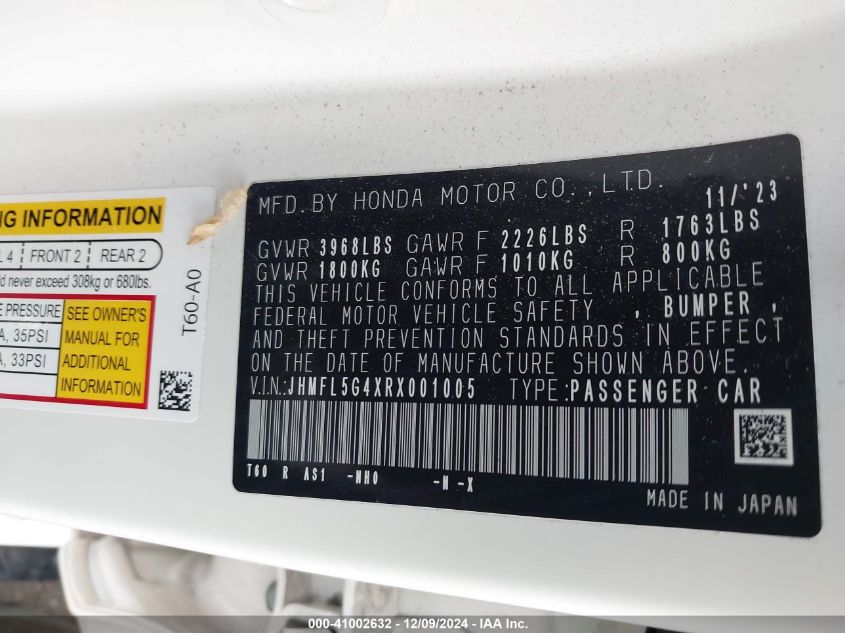 NG INFORMATION
L 4 FRONT 2 REAR 2
ld never exceed 308kg or 680lbs.
E PRESSURE
A, 35PSI
A, 33PSI
SEE OWNER'S
MANUAL FOR
ADDITIONAL
INFORMATION
T60-A0
MFD.BY HONDA MOTOR CO.,LTD. 11/'23
GVWR 3968LBS GAWR F 2226LBS R 1763LBS
GVWR 1800KG GAWR F 1010KG R 800KG
THIS VEHICLE CONFORMS TO ALL APPLICABLE
FEDERAL MOTOR VEHICLE SAFETY , BUMPER ,
AND THEFT PREVENTION STANDARDS IN EFFECT
ON THE DATE OF MANUFACTURE SHOWN ABOVE.
V.I.N.:JHMFL5G4XRX001005 TYPE:PASSENGER CAR
T60 R AS1 -NH0 -N -X
MADE IN JAPAN
000-41002632 - 12/09/2024 - IAA Inc.